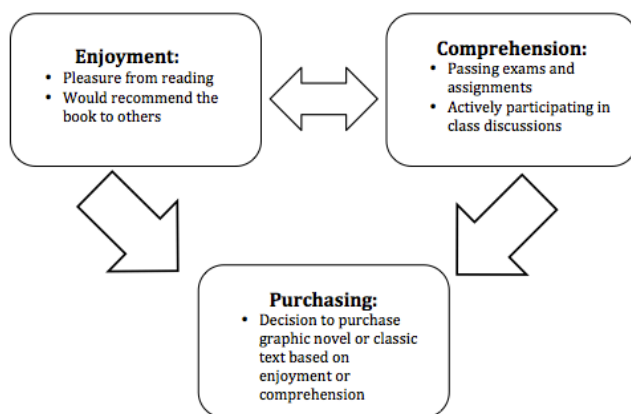 Enjoyment:
• Pleasure from reading
• Would recommend the
book to others
Comprehension:
• Passing exams and
assignments
• Actively participating in
class discussions
Purchasing:
• Decision to purchase
graphic novel or classic
text based on
enjoyment or
comprehension